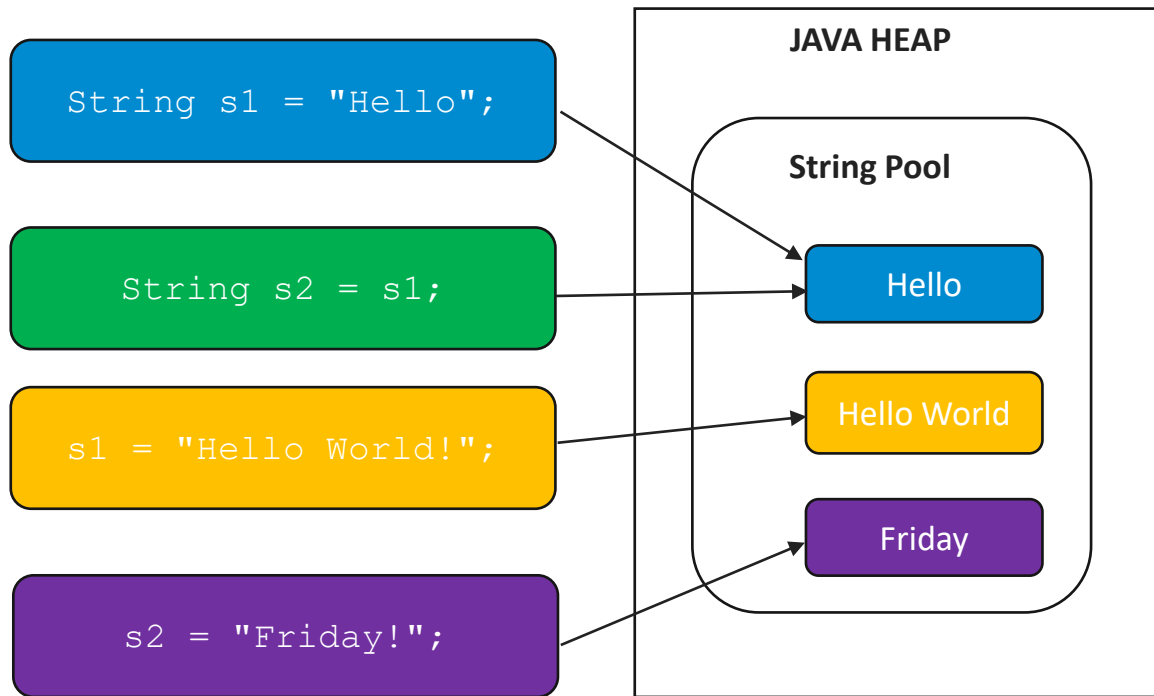 String s1 = "Hello";
String s2 = s1;
s1 = "Hello World!";
s2 = "Friday!";
JAVA HEAP
String Pool
Hello
Hello World
Friday